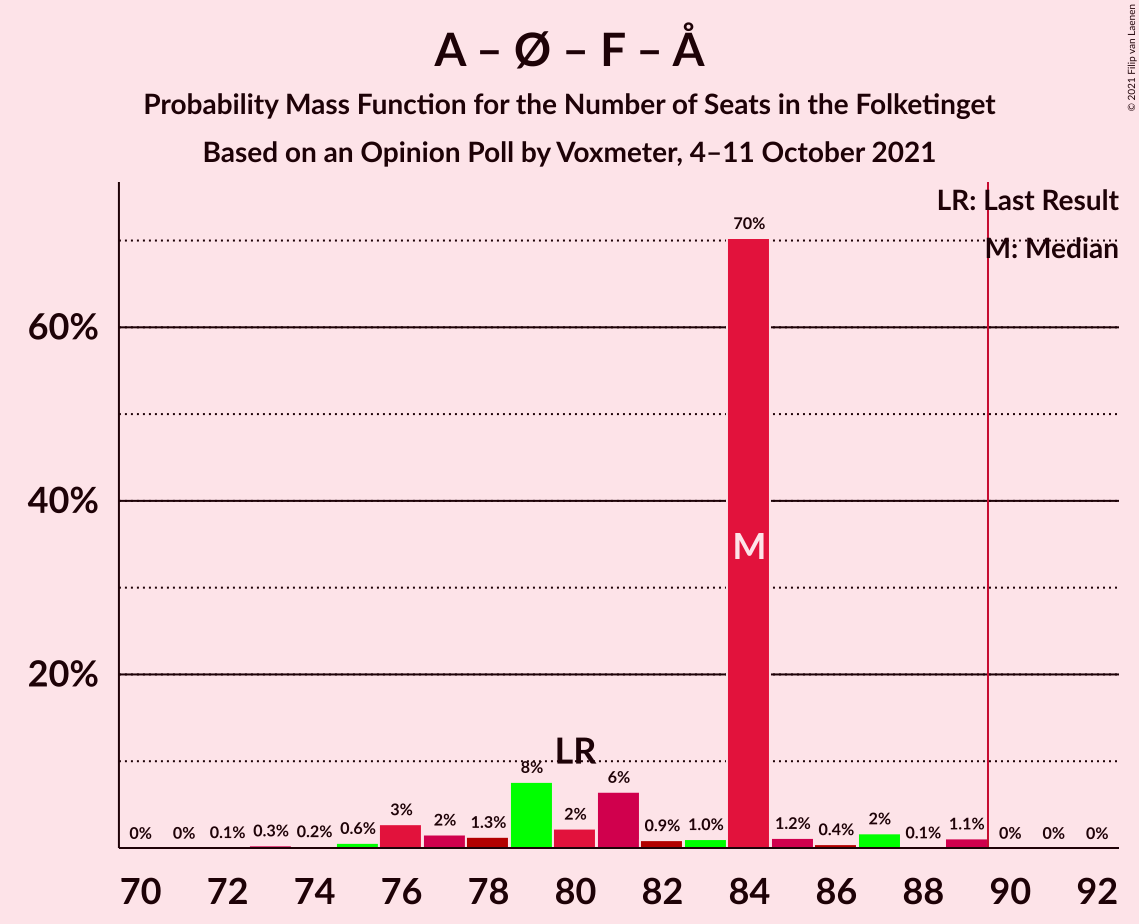 A – Ø – F – Å
Probability Mass Function for the Number of Seats in the Folketinget
Based on an Opinion Poll by Voxmeter, 4–11 October 2021
© 2021 Filip van Laenen
LR: Last Result
M: Median
60%
40%
20%
0% 0% 0.1% 0.3% 0.2% 0.6% 3% 2% 1.3% 8% 2% 6% 0.9% 1.0% 70% 1.2% 0.4% 2% 0.1% 1.1% 0% 0% 0%
LR
M
70 72 74 76 78 80 82 84 86 88 90 92